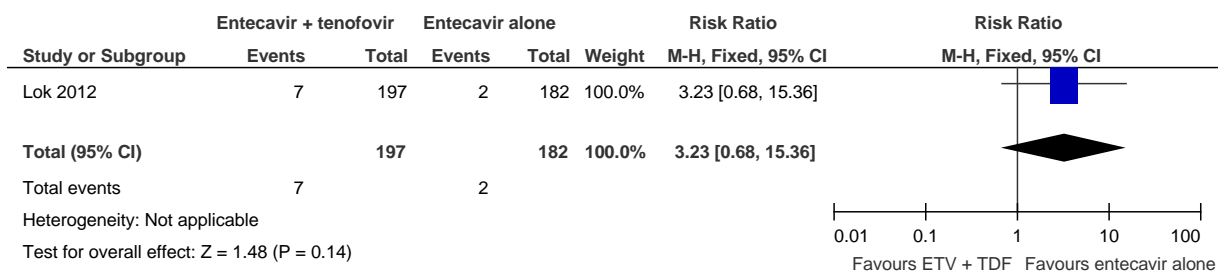 Entecavir + tenofovir Entecavir alone Risk Ratio Risk Ratio
Study or Subgroup Events Total Events Total Weight M-H, Fixed, 95% CI M-H, Fixed, 95% CI
Lok 2012 7 197 2 182 100.0% 3.23 [0.68, 15.36]
Total (95% CI) 197 182 100.0% 3.23 [0.68, 15.36]
Total events 7 2
Heterogeneity: Not applicable
Test for overall effect: Z = 1.48 (P = 0.14)
0.01 0.1 1 10 100
Favours ETV + TDF Favours entecavir alone